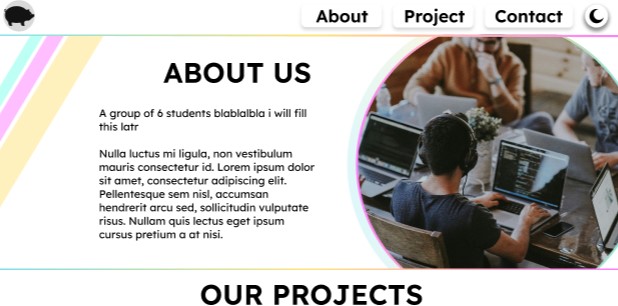 About Project Contact
ABOUT US
A group of 6 students blablalbla i will fill
this latr
Nulla luctus mi ligula, non vestibulum
mauris consectetur id. Lorem ipsum dolor
sit amet, consectetur adipiscing elit.
Pellentesque sem nisl, accumsan
hendrerit arcu sed, sollicitudin vulputate
risus. Nullam quis lectus eget ipsum
cursus pretium a at nisi.
OUR PROJECTS